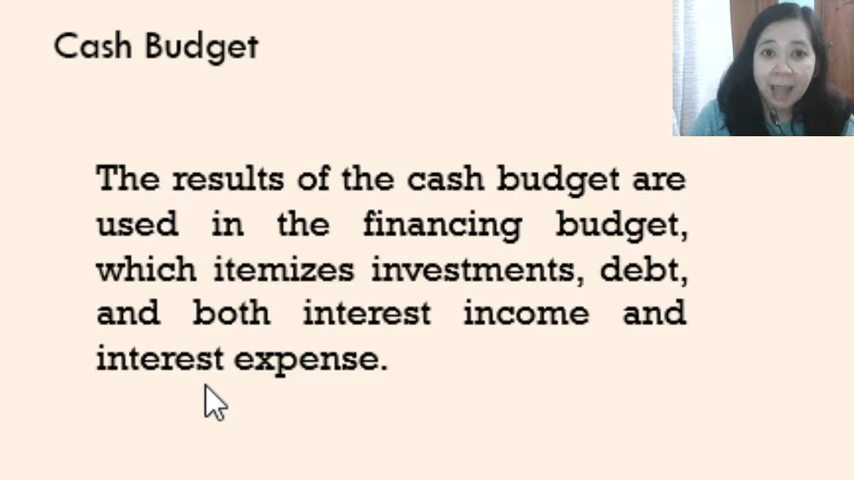 Cash Budget
The results of the cash budget are
used in the financing budget,
which itemizes investments, debt,
and both interest income and
interest expense.